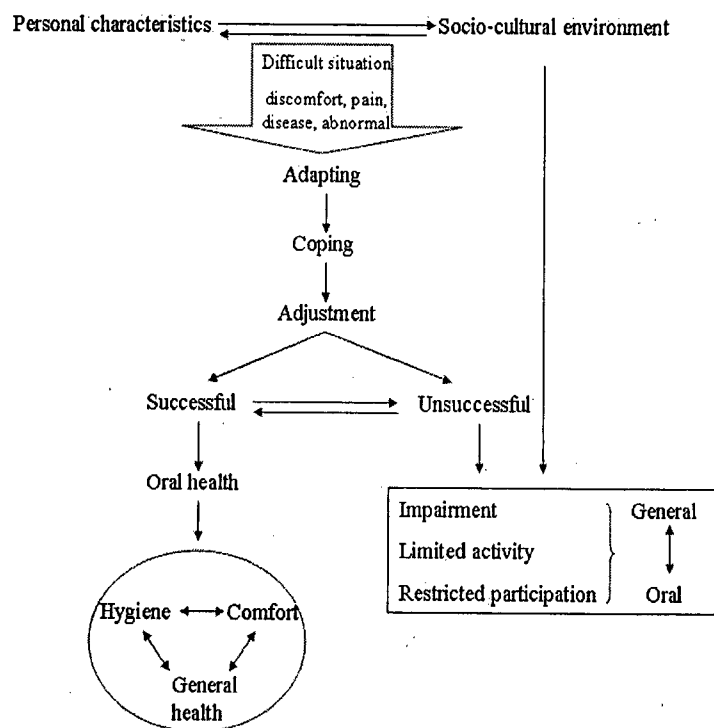 Personal characteristics
Socio-cultural environment
Difficult situation
discomfort, pain,
disease, abnormal
Adapting
Coping
Adjustment
Successful
Unsuccessful
Oral health
Impairment
General
Limited activity
Restricted participation
Oral
Hygiene
Comfort
General
health